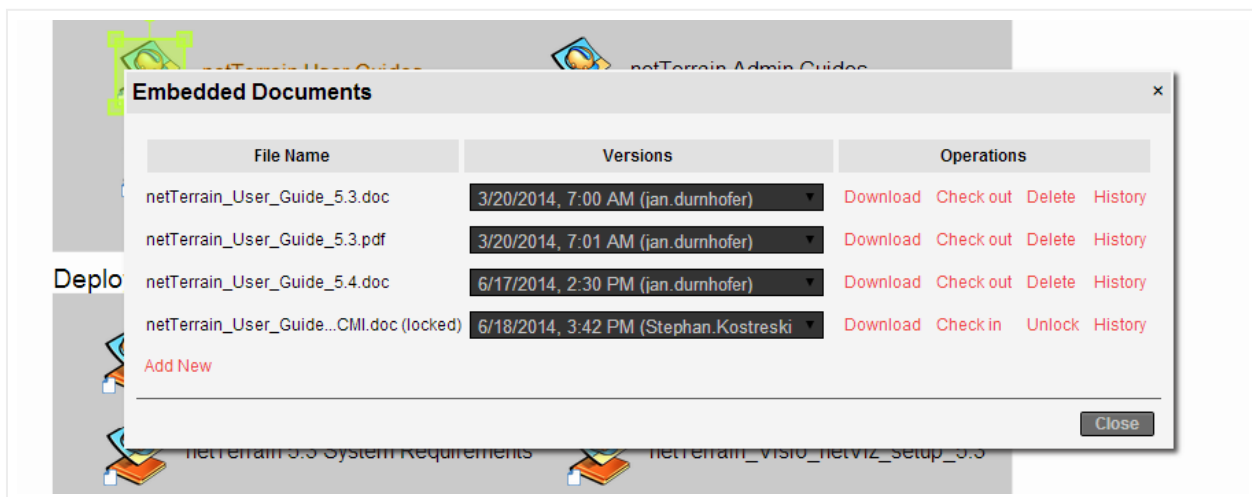 netTerrain User Guides
netTerrain Admin Guides
Embedded Documents
×
File Name Versions Operations
netTerrain_User_Guide_5.3.doc 3/20/2014, 7:00 AM (jan.durnhofer) Download Check out Delete History
netTerrain_User_Guide_5.3.pdf 3/20/2014, 7:01 AM (jan.durnhofer) Download Check out Delete History
Deplo
netTerrain_User_Guide_5.4.doc 6/17/2014, 2:30 PM (jan.durnhofer) Download Check out Delete History
netTerrain_User_Guide...CMI.doc (locked) 6/18/2014, 3:42 PM (Stephan.Kostreski Download Check in Unlock History
Add New
Close
netTerrain 5.3 System Requirements
netTerrain_Visio_netViz_setup_5.3